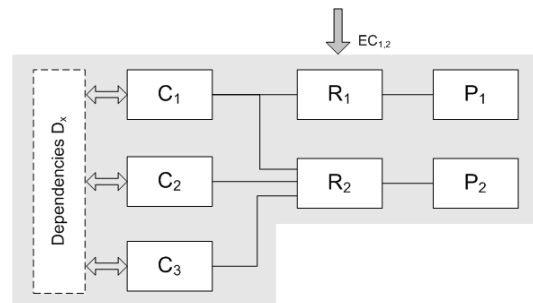 EC1,2
Dependencies Dx
C1
R1
P1
C2
R2
P2
C3